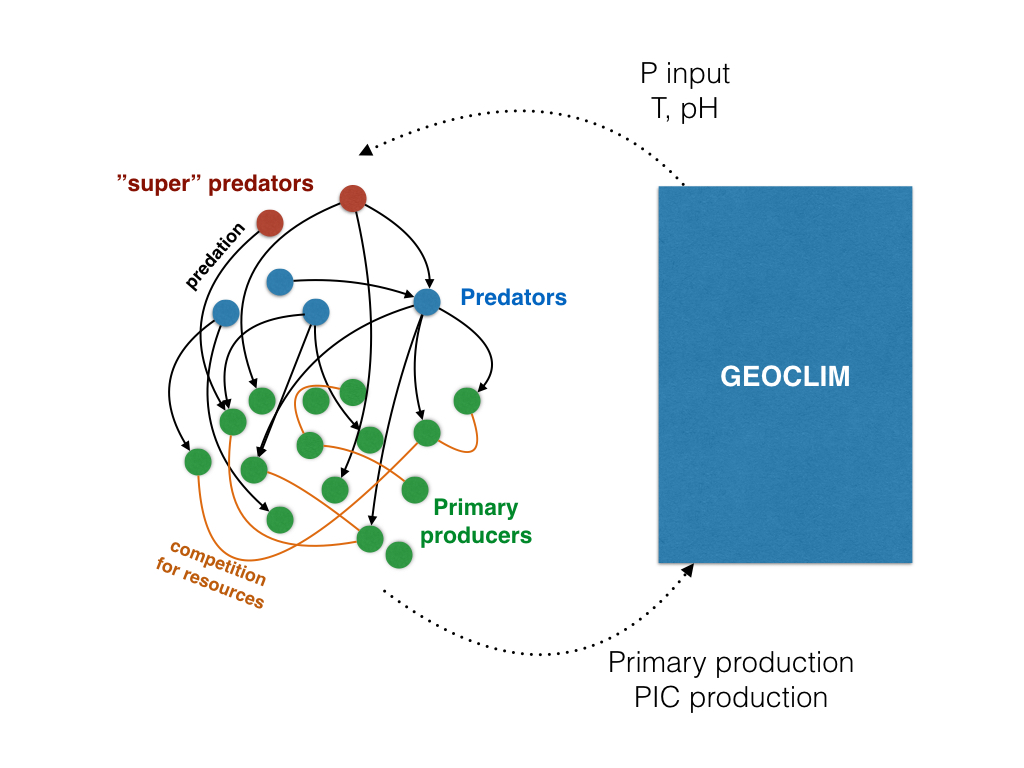 P input
T, pH
”super” predators
predation
Predators
GEOCLIM
Primary
producers
competition
for resources
Primary production
PIC production